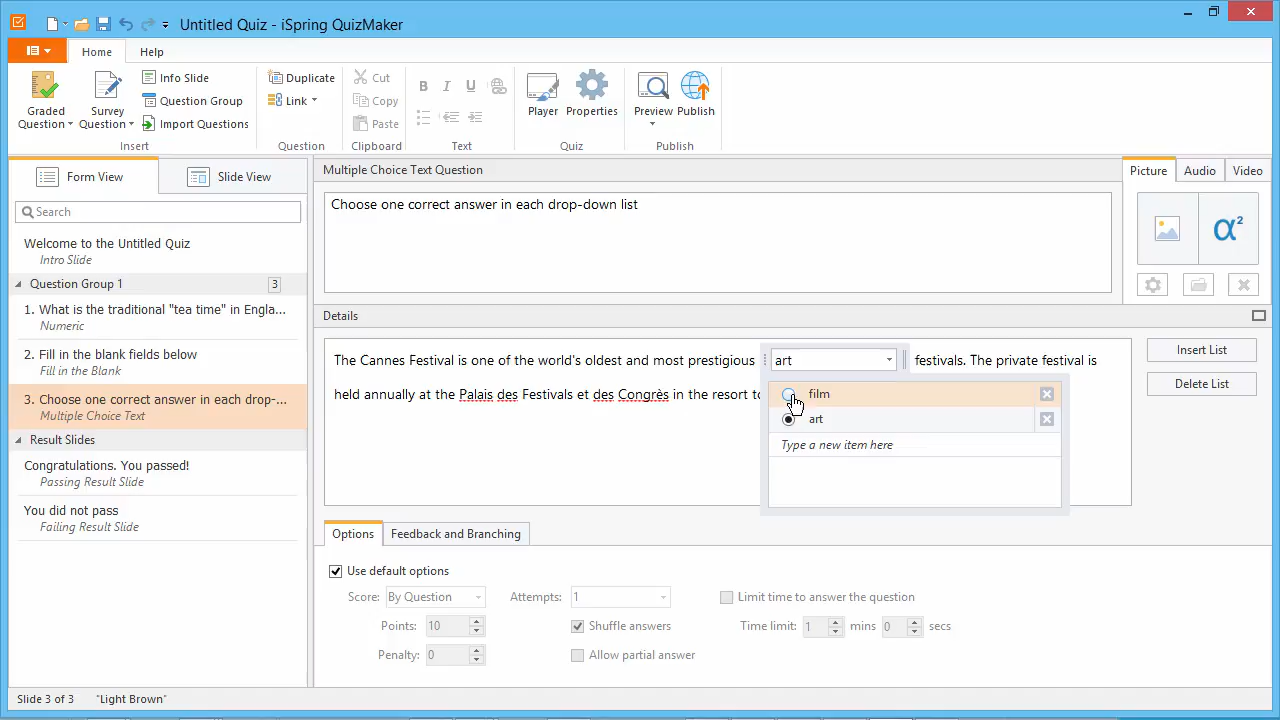 Untitled Quiz - iSpring QuizMaker
Home
Help
Graded Question
Survey Question
Info Slide
Question Group
Import Questions
Insert
Duplicate
Link
Question
Cut
Copy
Paste
Clipboard
B I U
Text
Player
Properties
Quiz
Preview
Publish
Publish
Form View
Slide View
Search
Welcome to the Untitled Quiz
Intro Slide
Question Group 1
3
1. What is the traditional "tea time" in Engla...
Numeric
2. Fill in the blank fields below
Fill in the Blank
3. Choose one correct answer in each drop-...
Multiple Choice Text
Result Slides
Congratulations. You passed!
Passing Result Slide
You did not pass
Failing Result Slide
Multiple Choice Text Question
Choose one correct answer in each drop-down list
Picture
Audio
Video
α²
Details
The Cannes Festival is one of the world's oldest and most prestigious art festivals. The private festival is
held annually at the Palais des Festivals et des Congrès in the resort
film
art
Type a new item here
Insert List
Delete List
Options
Feedback and Branching
Use default options
Score: By Question
Attempts: 1
Limit time to answer the question
Points: 10
Shuffle answers
Time limit: 1 mins 0 secs
Penalty: 0
Allow partial answer
Slide 3 of 3
"Light Brown"